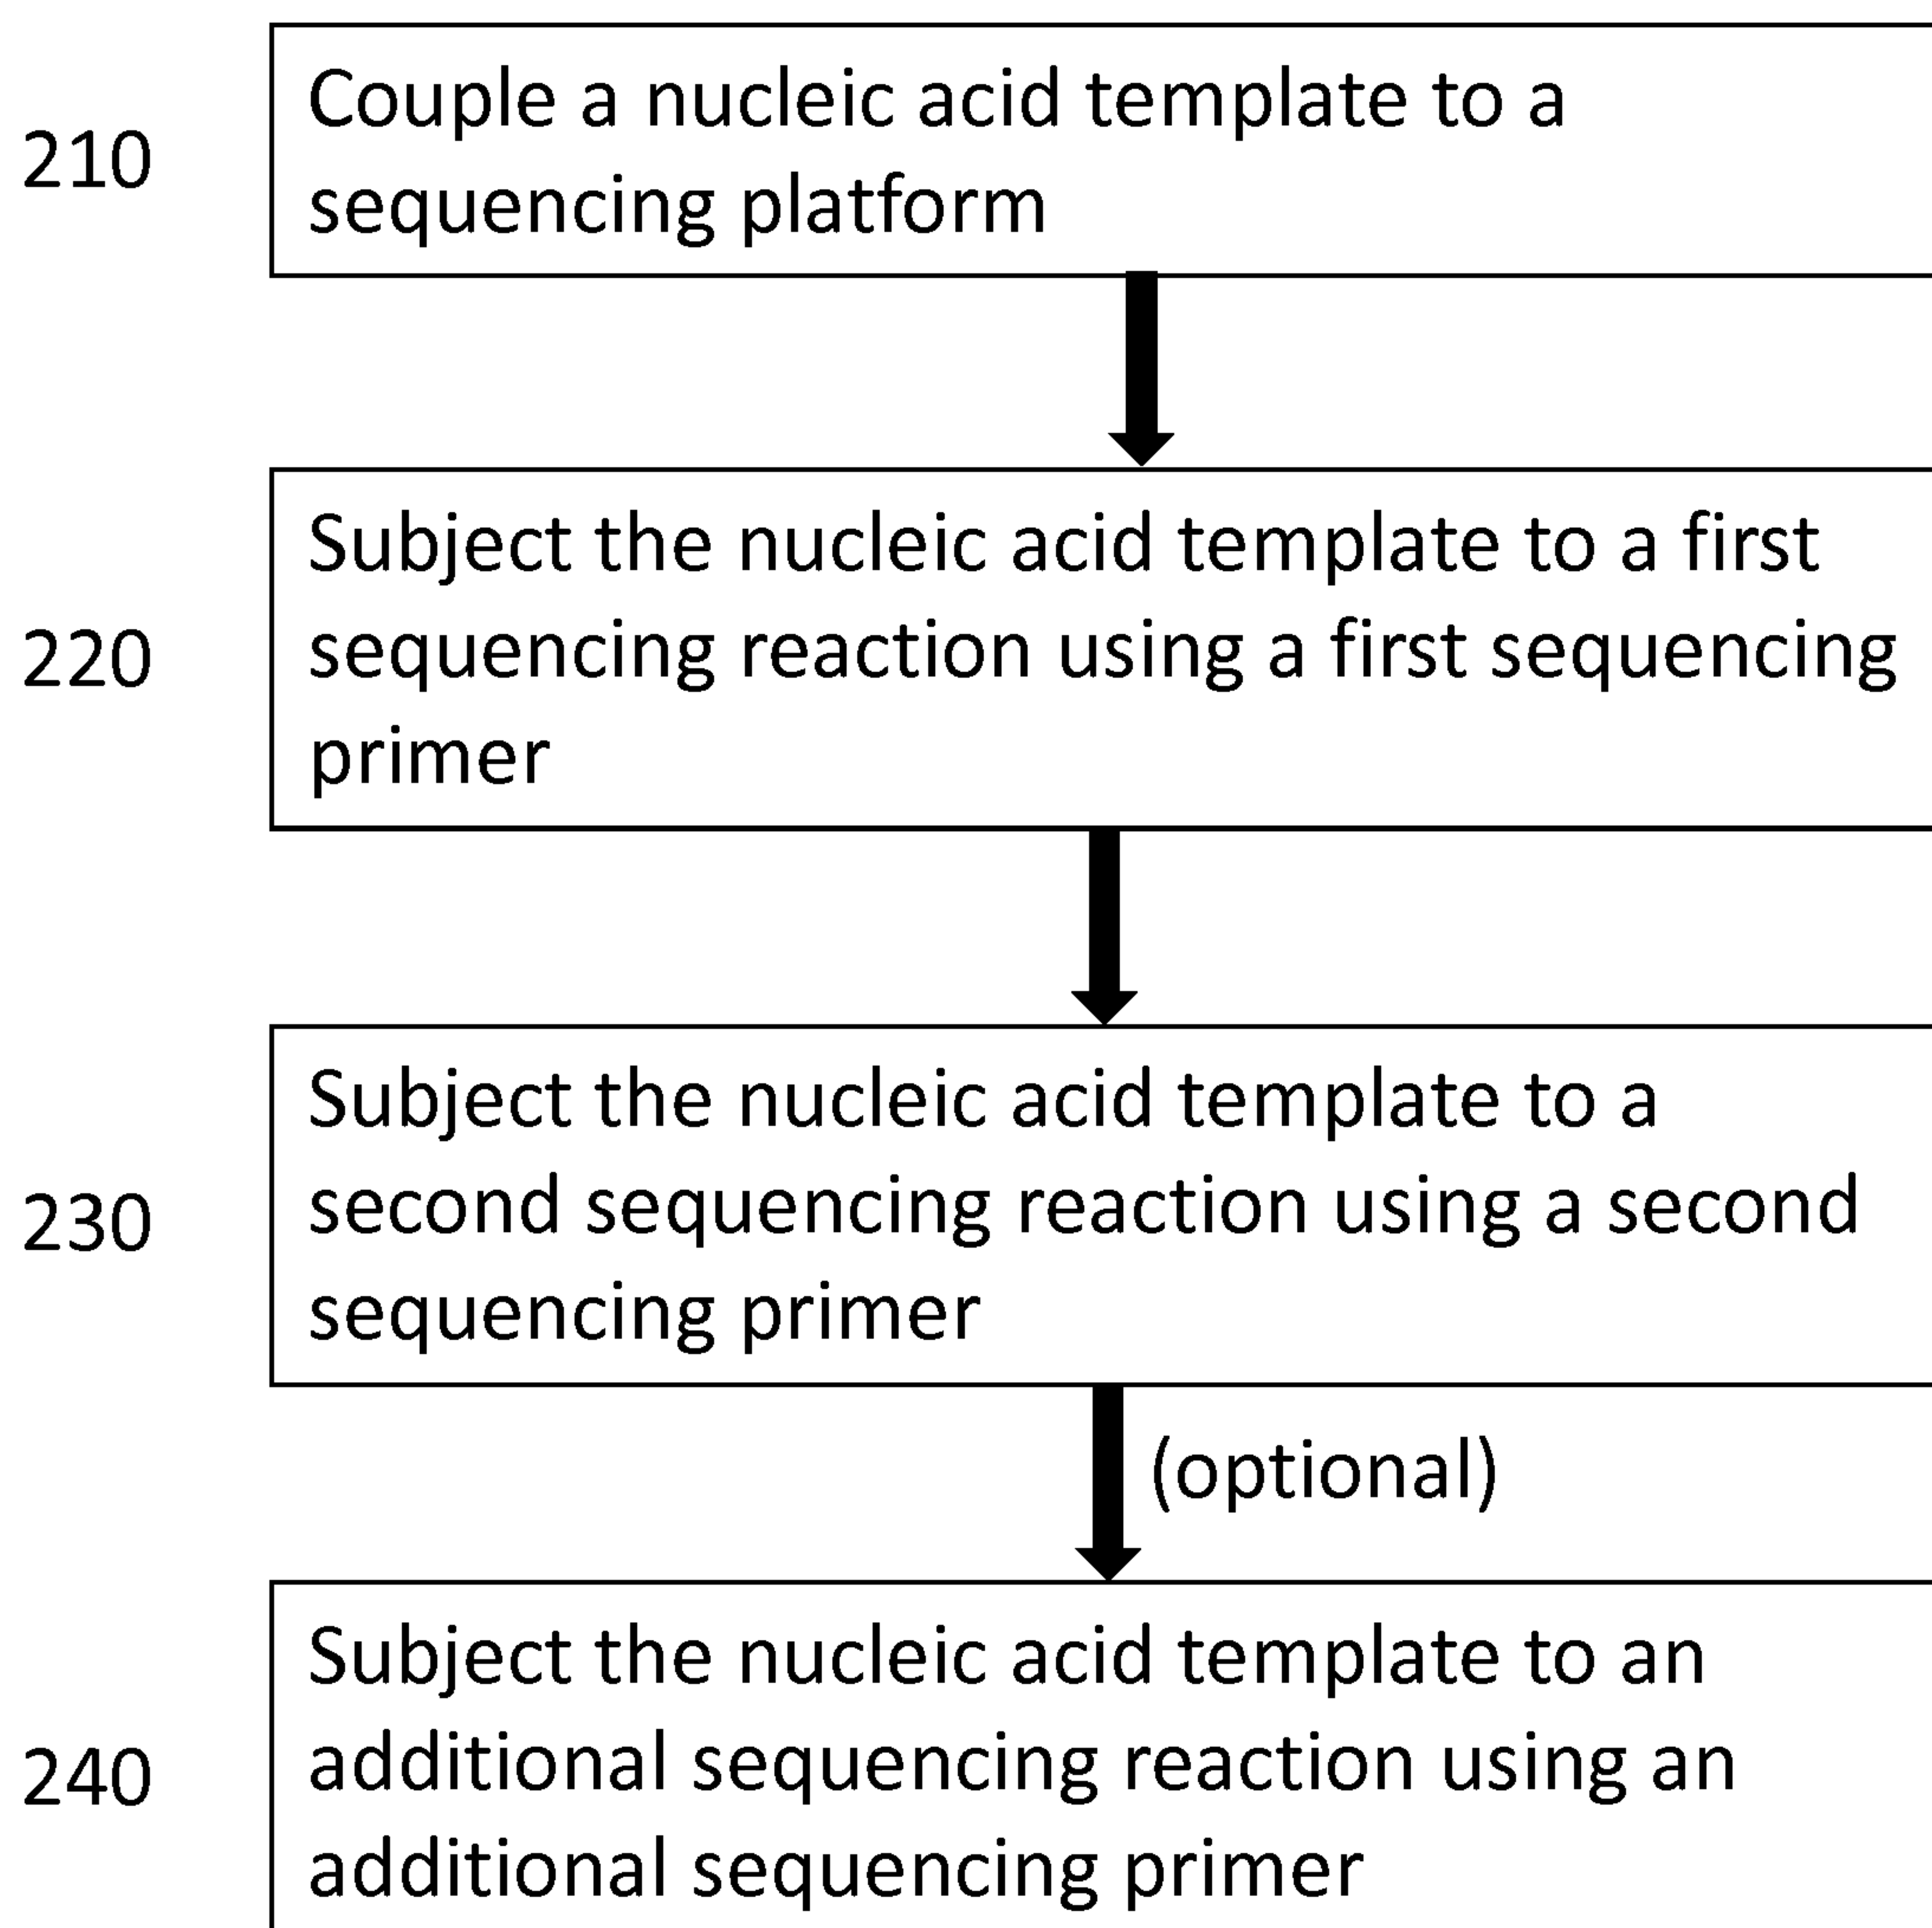 210
Couple a nucleic acid template to a
sequencing platform
220
Subject the nucleic acid template to a first
sequencing reaction using a first sequencing
primer
230
Subject the nucleic acid template to a
second sequencing reaction using a second
sequencing primer
(optional)
240
Subject the nucleic acid template to an
additional sequencing reaction using an
additional sequencing primer